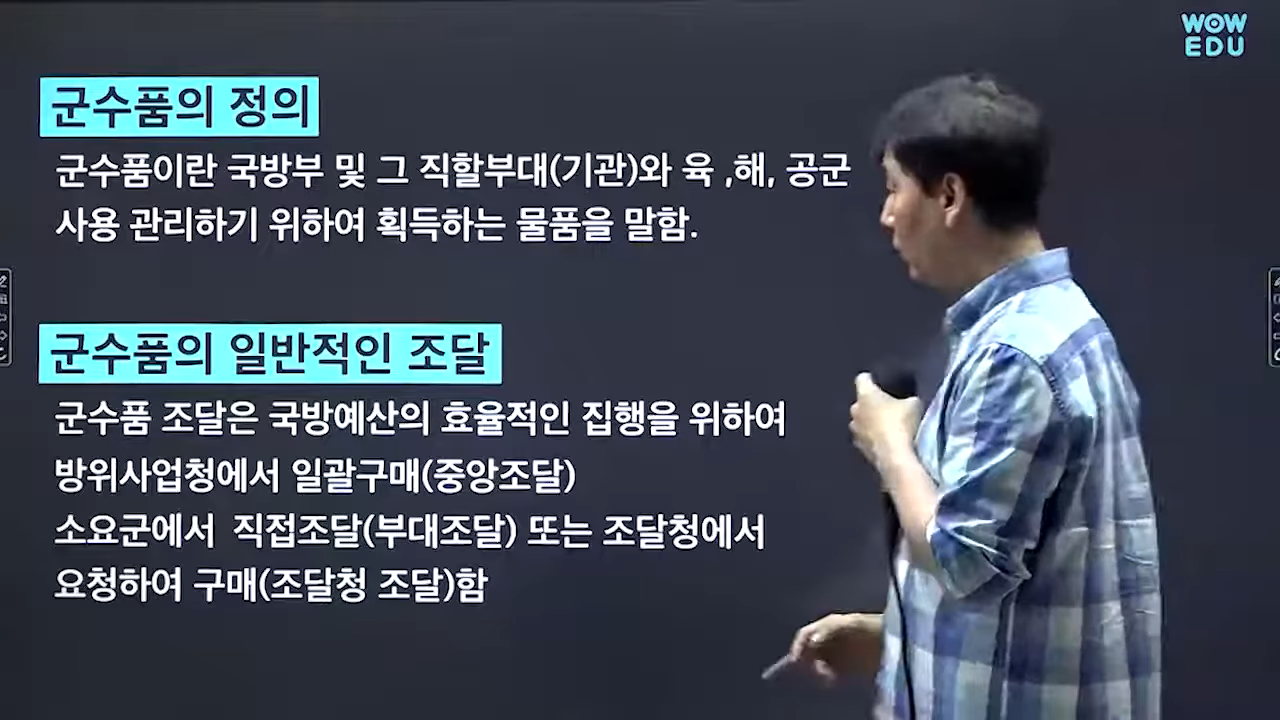 WOW
EDU
군수품의 정의
군수품이란 국방부 및 그 직할부대(기관)와 육 ,해, 공군
사용 관리하기 위하여 획득하는 물품을 말함.
군수품의 일반적인 조달
군수품 조달은 국방예산의 효율적인 집행을 위하여
방위사업청에서 일괄구매(중앙조달)
소요군에서 직접조달(부대조달) 또는 조달청에서
요청하여 구매(조달청 조달)함